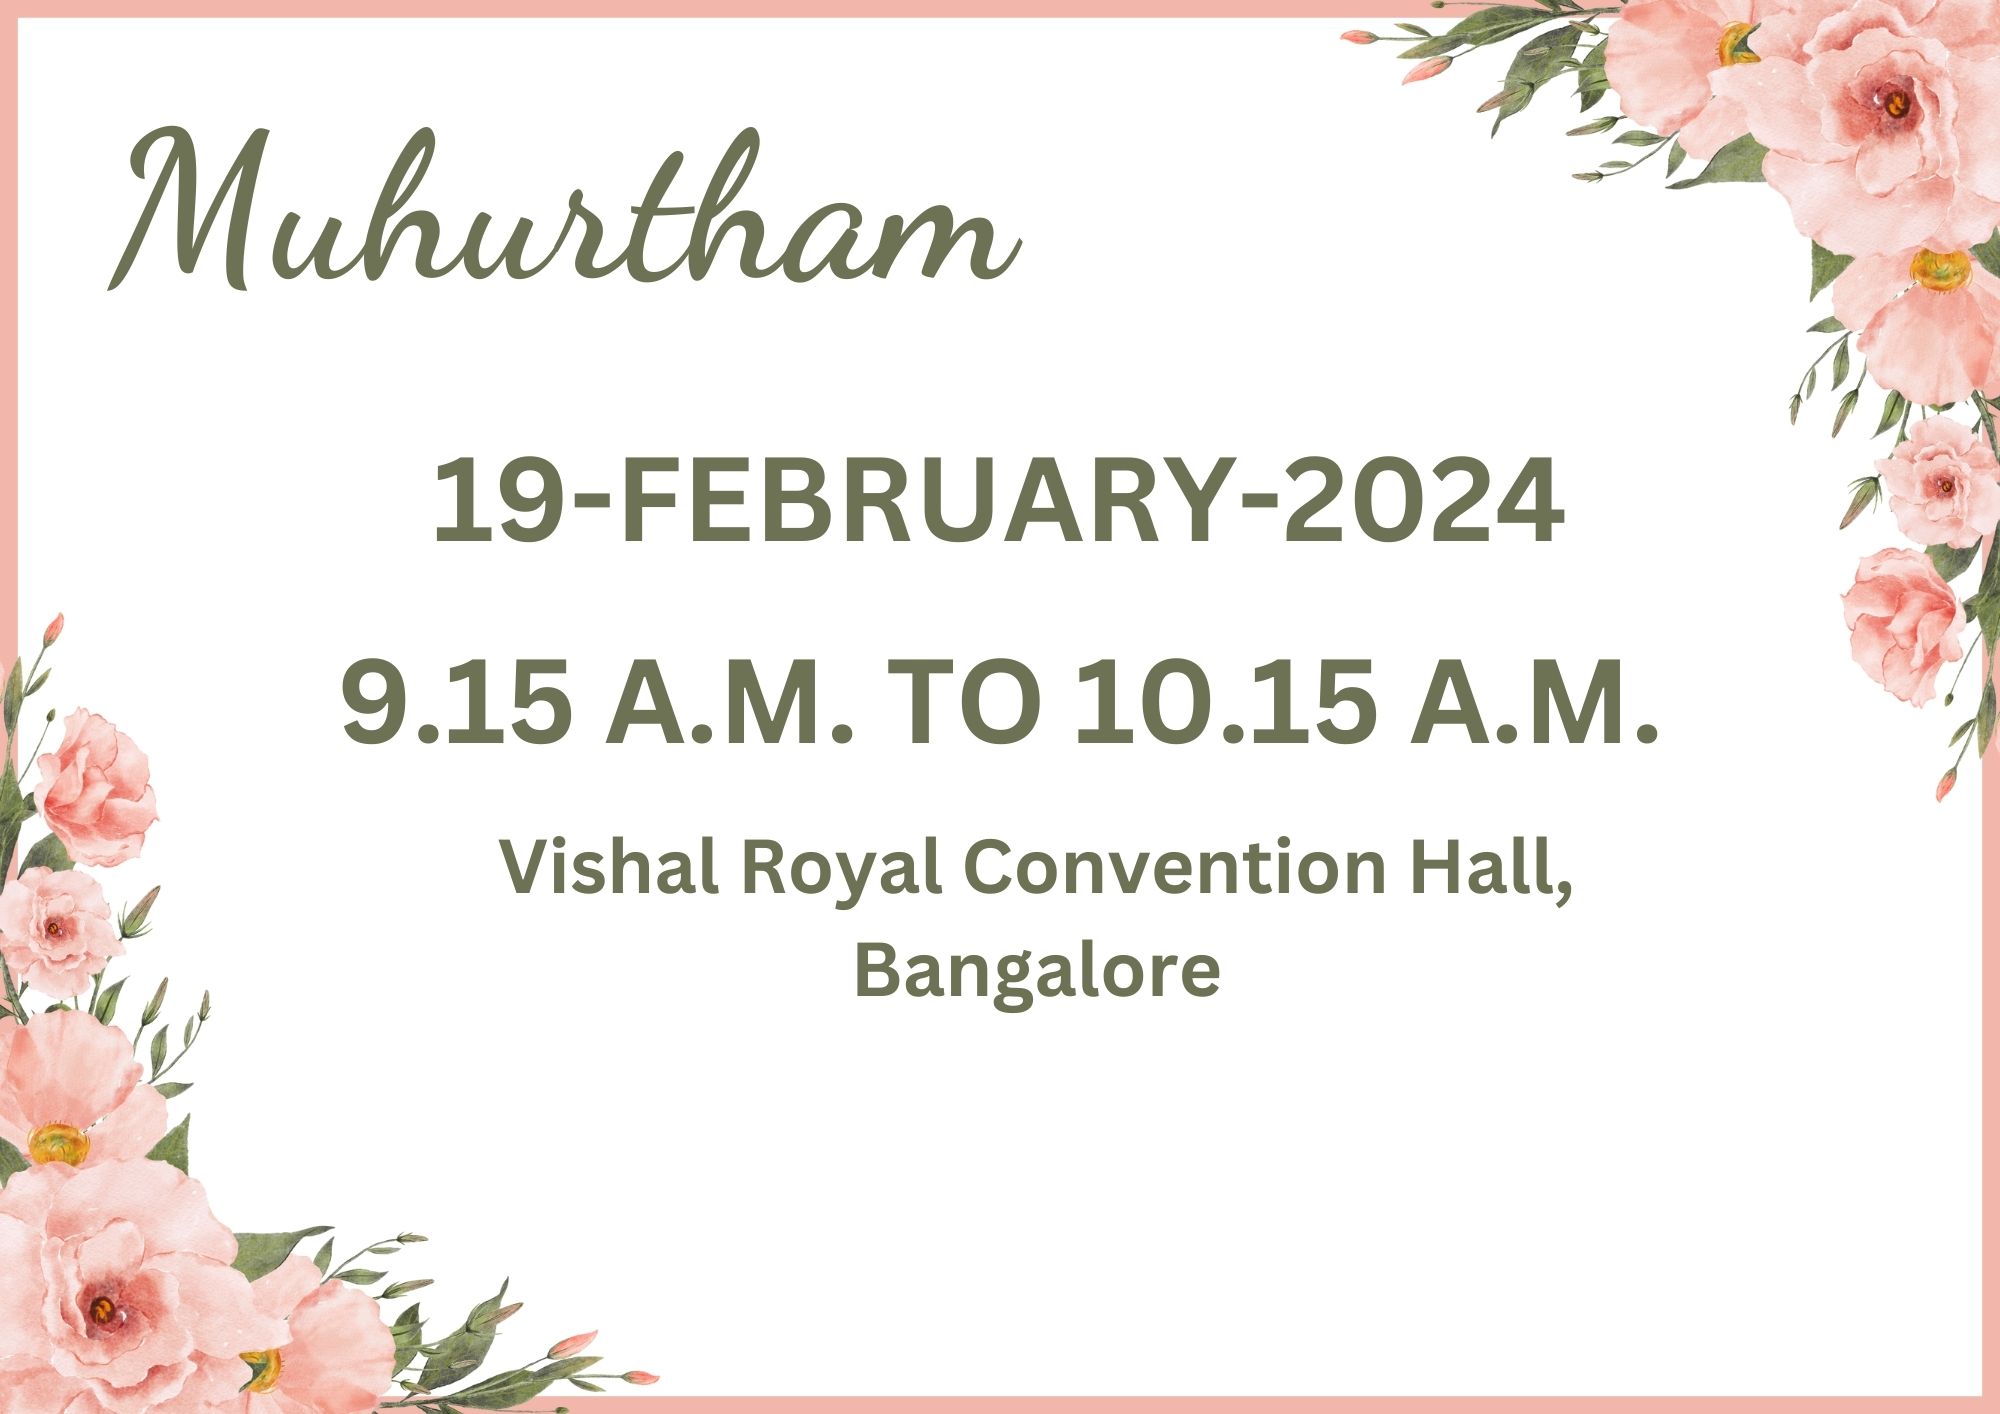 Muhurtham
19-FEBRUARY-2024
9.15 A.M. TO 10.15 A.M.
Vishal Royal Convention Hall,
Bangalore